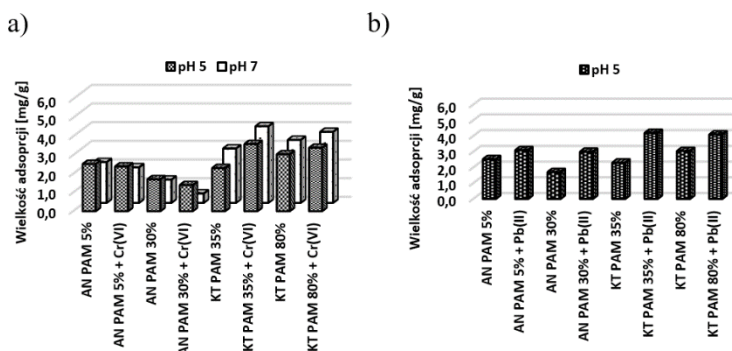 a)
pH 5 pH 7
Wielkość adsoprcji [mg/g]
6,0
5,0
4,0
3,0
2,0
1,0
0,0
AN PAM 5%
AN PAM 5% + Cr(VI)
AN PAM 30%
AN PAM 30% + Cr(VI)
KT PAM 35%
KT PAM 35% + Cr(VI)
KT PAM 80%
KT PAM 80% + Cr(VI)
b)
pH 5
Wielkość adsoprcji [mg/g]
6,0
5,0
4,0
3,0
2,0
1,0
0,0
AN PAM 5%
AN PAM 5% + Pb(II)
AN PAM 30%
AN PAM 30% + Pb(II)
KT PAM 35%
KT PAM 35% + Pb(II)
KT PAM 80%
KT PAM 80% + Pb(II)